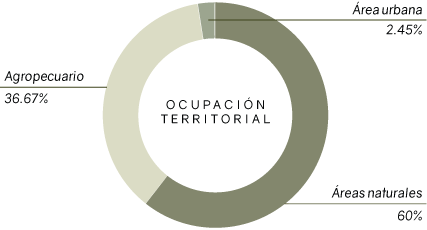 Área urbana
2.45%
Agropecuario
36.67%
OCUPACIÓN
TERRITORIAL
Áreas naturales
60%